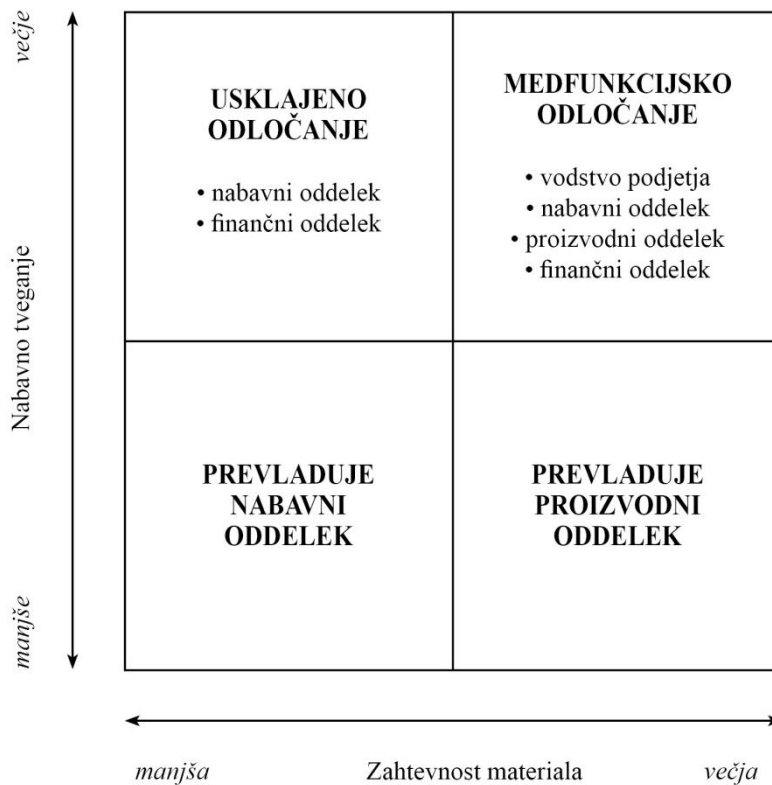 večje
USKLAJENO
ODLOČANJE
• nabavni oddelek
• finančni oddelek
MEDFUNKCIJSKO
ODLOČANJE
• vodstvo podjetja
• nabavni oddelek
• proizvodni oddelek
• finančni oddelek
Nabavno tveganje
PREVLADUJE
NABAVNI
ODDELEK
PREVLADUJE
PROIZVODNI
ODDELEK
manjše
manjša
Zahtevnost materiala
večja